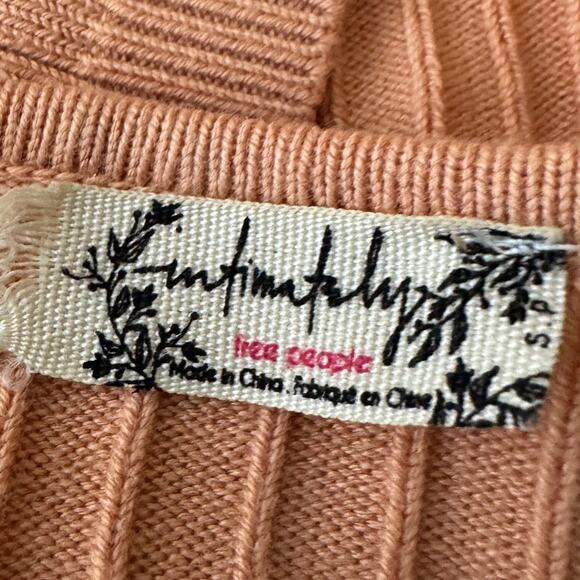 intimately
free people
Made in China . Fabriqué en Chine
S P